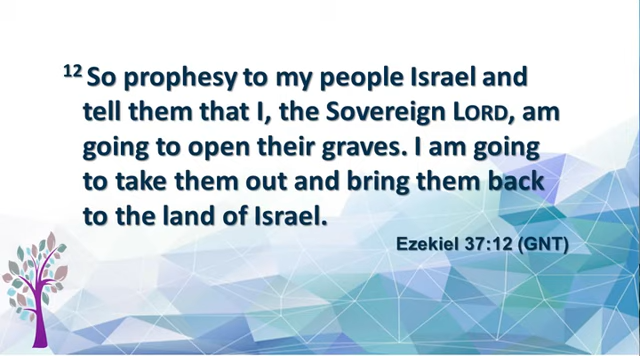 12 So prophesy to my people Israel and
tell them that I, the Sovereign LORD, am
going to open their graves. I am going
to take them out and bring them back
to the land of Israel.
Ezekiel 37:12 (GNT)